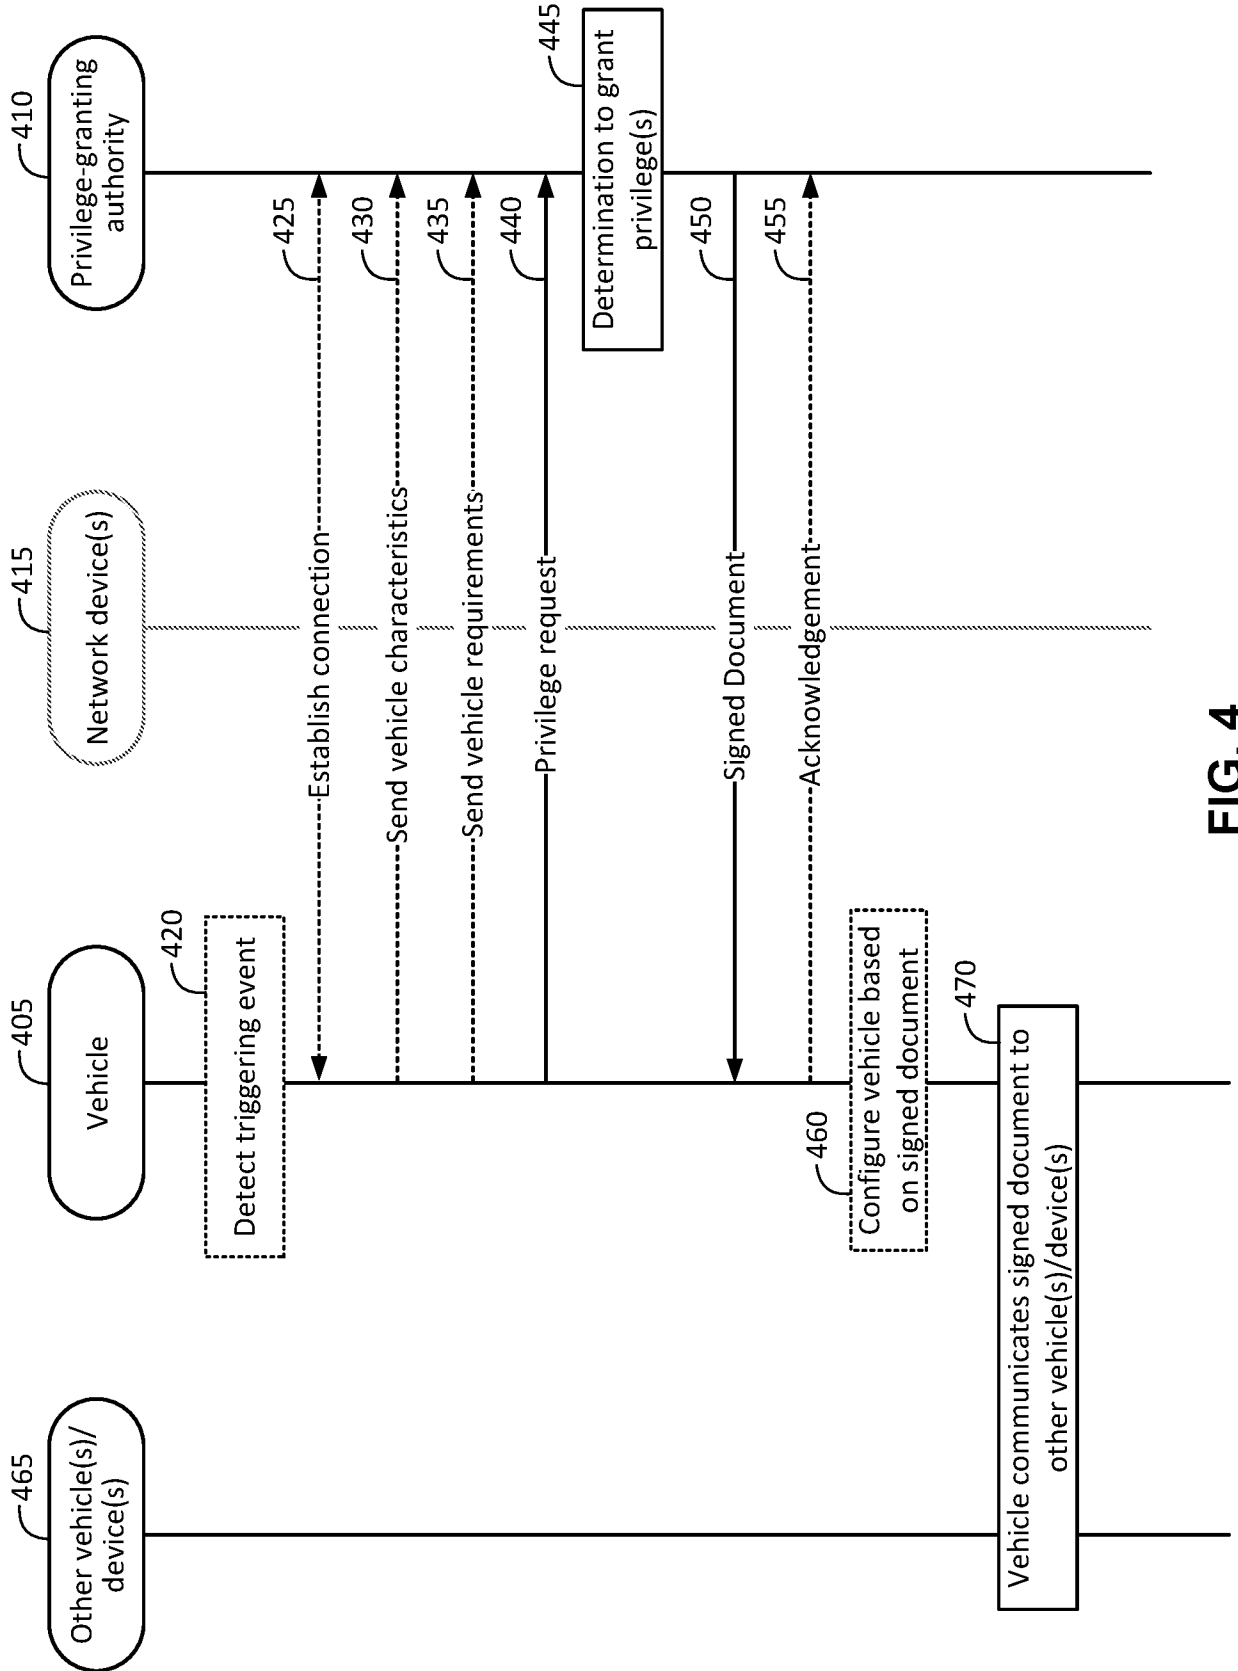 465
Other vehicle(s)/
device(s)
405
Vehicle
415
Network device(s)
410
Privilege-granting
authority
420
Detect triggering event
Establish connection
425
Send vehicle characteristics
430
Send vehicle requirements
435
Privilege request
440
445
Determination to grant
privilege(s)
Signed Document
450
Acknowledgement
455
460
Configure vehicle based
on signed document
470
Vehicle communicates signed document to
other vehicle(s)/device(s)
FIG. 4